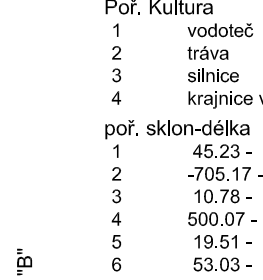 Poř. Kultura
1 vodoteč
2 tráva
3 silnice
4 krajnice
poř. sklon-délka
1 45.23 -
2 -705.17 -
3 10.78 -
4 500.07 -
5 19.51 -
6 53.03 -
"B"